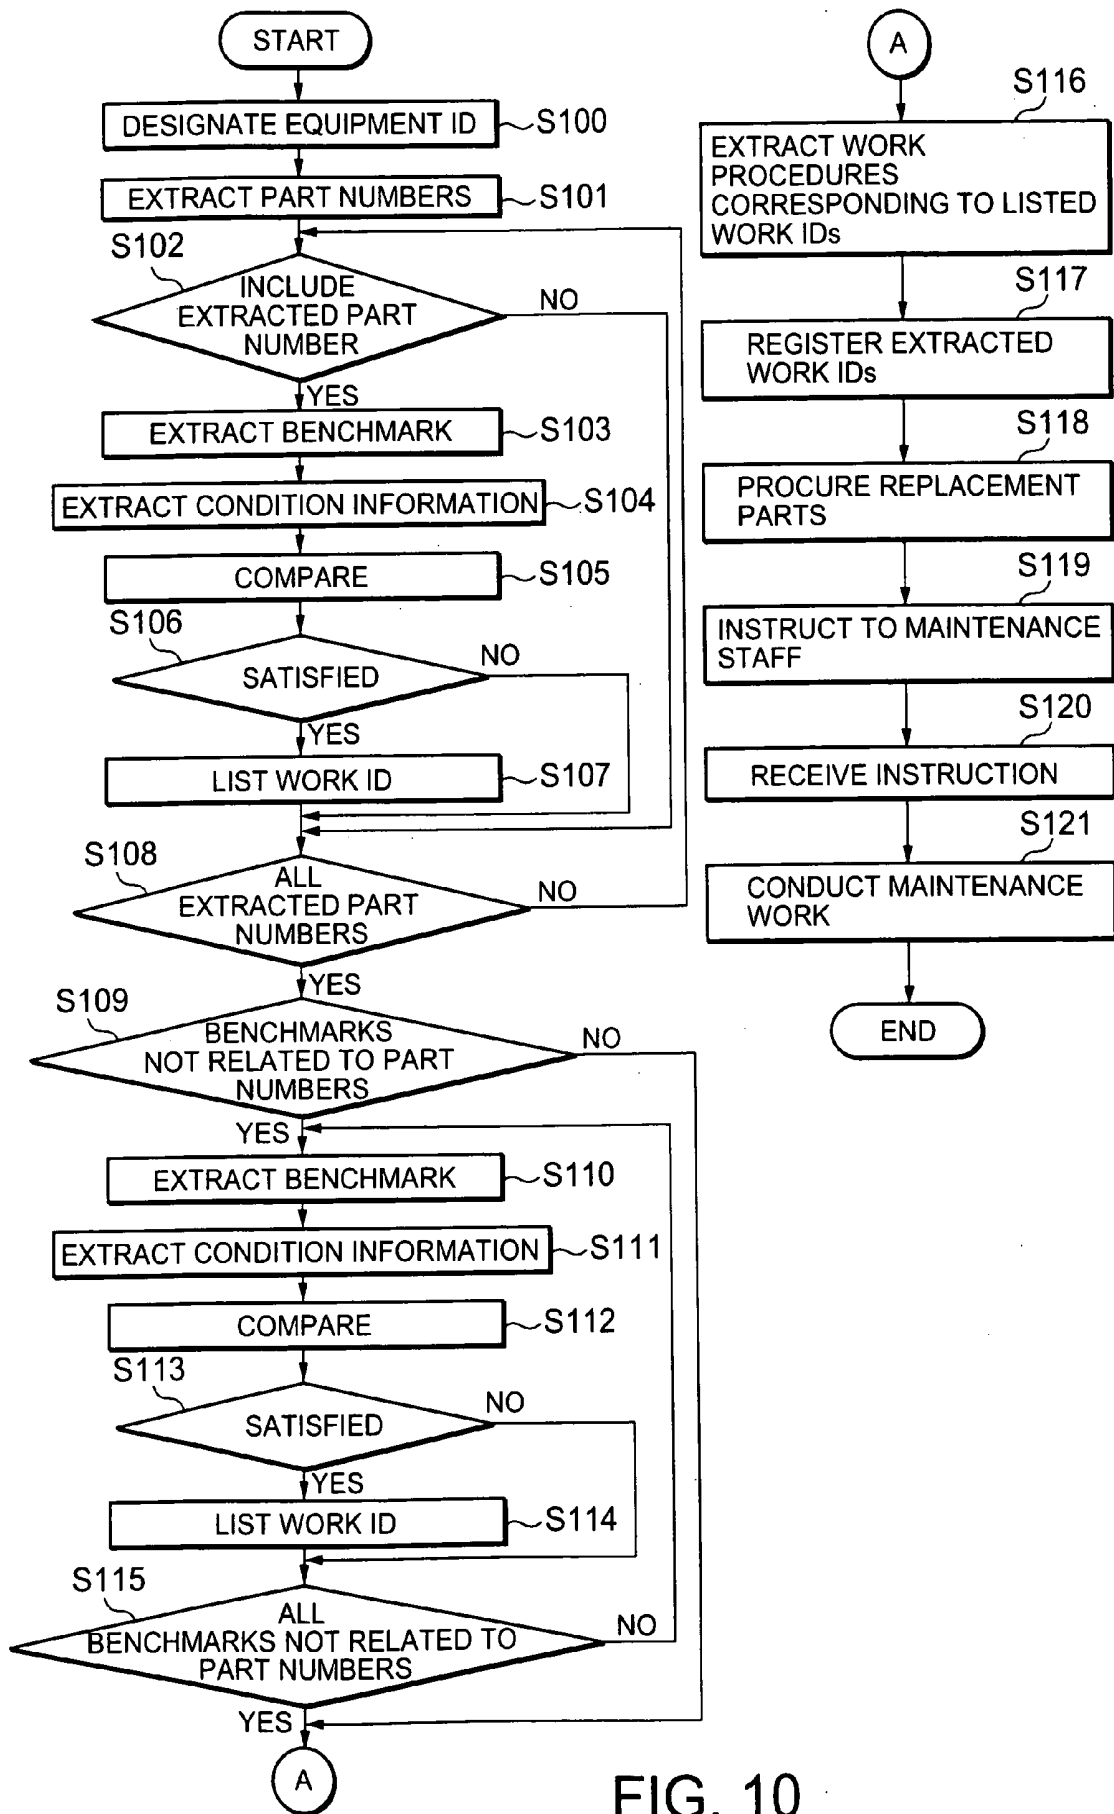 START
DESIGNATE EQUIPMENT ID
S100
EXTRACT PART NUMBERS
S101
S102
INCLUDE
EXTRACTED PART
NUMBER
NO
YES
EXTRACT BENCHMARK
S103
EXTRACT CONDITION INFORMATION
S104
COMPARE
S105
S106
SATISFIED
NO
YES
LIST WORK ID
S107
S108
ALL
EXTRACTED PART
NUMBERS
NO
YES
S109
BENCHMARKS
NOT RELATED TO PART
NUMBERS
NO
YES
EXTRACT BENCHMARK
S110
EXTRACT CONDITION INFORMATION
S111
COMPARE
S112
S113
SATISFIED
NO
YES
LIST WORK ID
S114
S115
ALL
BENCHMARKS NOT RELATED TO
PART NUMBERS
NO
YES
A
A
S116
EXTRACT WORK
PROCEDURES
CORRESPONDING TO LISTED
WORK IDs
S117
REGISTER EXTRACTED
WORK IDs
S118
PROCURE REPLACEMENT
PARTS
S119
INSTRUCT TO MAINTENANCE
STAFF
S120
RECEIVE INSTRUCTION
S121
CONDUCT MAINTENANCE
WORK
END
FIG. 10